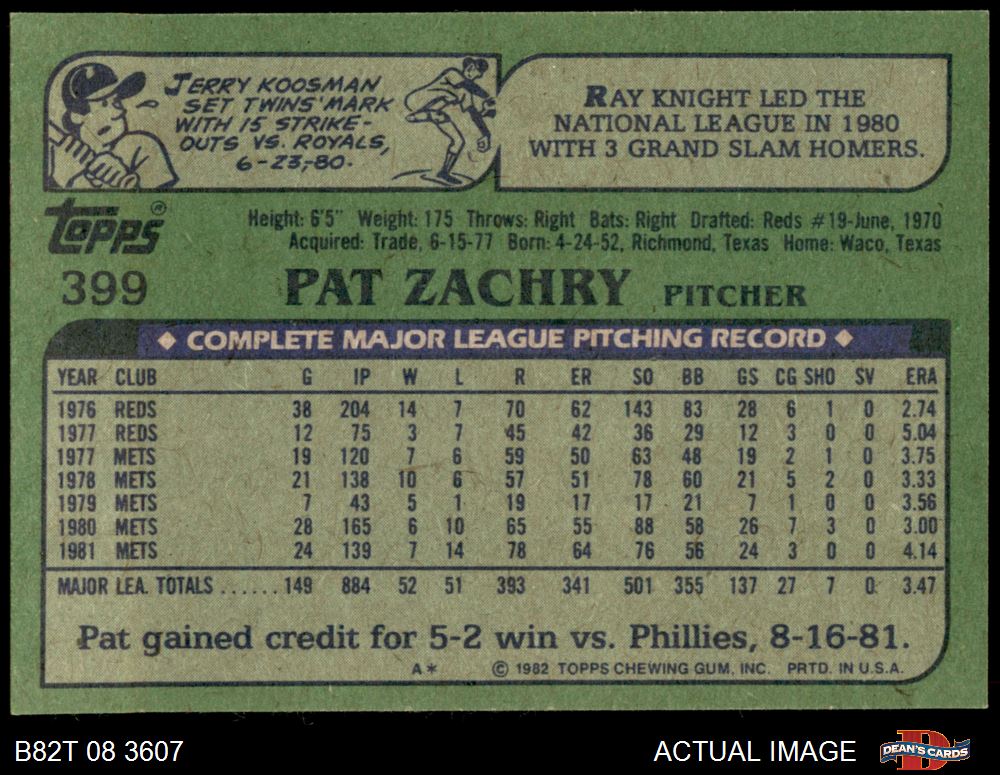 JERRY KOOSMAN
SET TWINS' MARK
WITH 15 STRIKE-
OUTS VS. ROYALS,
6-23,80.
RAY KNIGHT LED THE
NATIONAL LEAGUE IN 1980
WITH 3 GRAND SLAM HOMERS.
Topps®
Height: 6'5" Weight: 175 Throws: Right Bats: Right Drafted: Reds #19-June, 1970
Acquired: Trade, 6-15-77 Born: 4-24-52, Richmond, Texas Home: Waco, Texas
399 PAT ZACHRY PITCHER
◆ COMPLETE MAJOR LEAGUE PITCHING RECORD ◆
YEAR CLUB G IP W L R ER SO BB GS CG SHO SV ERA
1976 REDS 38 204 14 7 70 62 143 83 28 6 1 0 2.74
1977 REDS 12 75 3 7 45 42 36 29 12 3 0 0 5.04
1977 METS 19 120 7 6 59 50 63 48 19 2 1 0 3.75
1978 METS 21 138 10 6 57 51 78 60 21 5 2 0 3.33
1979 METS 7 43 5 1 19 17 17 21 7 1 0 0 3.56
1980 METS 28 165 6 10 65 55 88 58 26 7 3 0 3.00
1981 METS 24 139 7 14 78 64 76 56 24 3 0 0 4.14
MAJOR LEA. TOTALS ...... 149 884 52 51 393 341 501 355 137 27 7 0 3.47
Pat gained credit for 5-2 win vs. Phillies, 8-16-81.
A* © 1982 TOPPS CHEWING GUM, INC. PRTD. IN U.S.A.
B82T 08 3607 ACTUAL IMAGE D DEAN'S CARDS